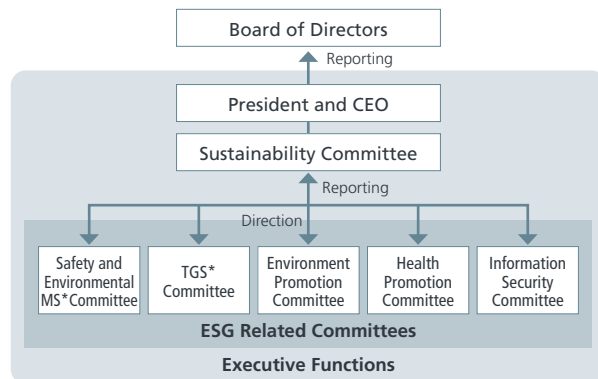 Board of Directors
Reporting
President and CEO
Sustainability Committee
Reporting
Direction
Safety and
Environmental
MS*Committee
TGS*
Committee
Environment
Promotion
Committee
Health
Promotion
Committee
Information
Security
Committee
ESG Related Committees
Executive Functions